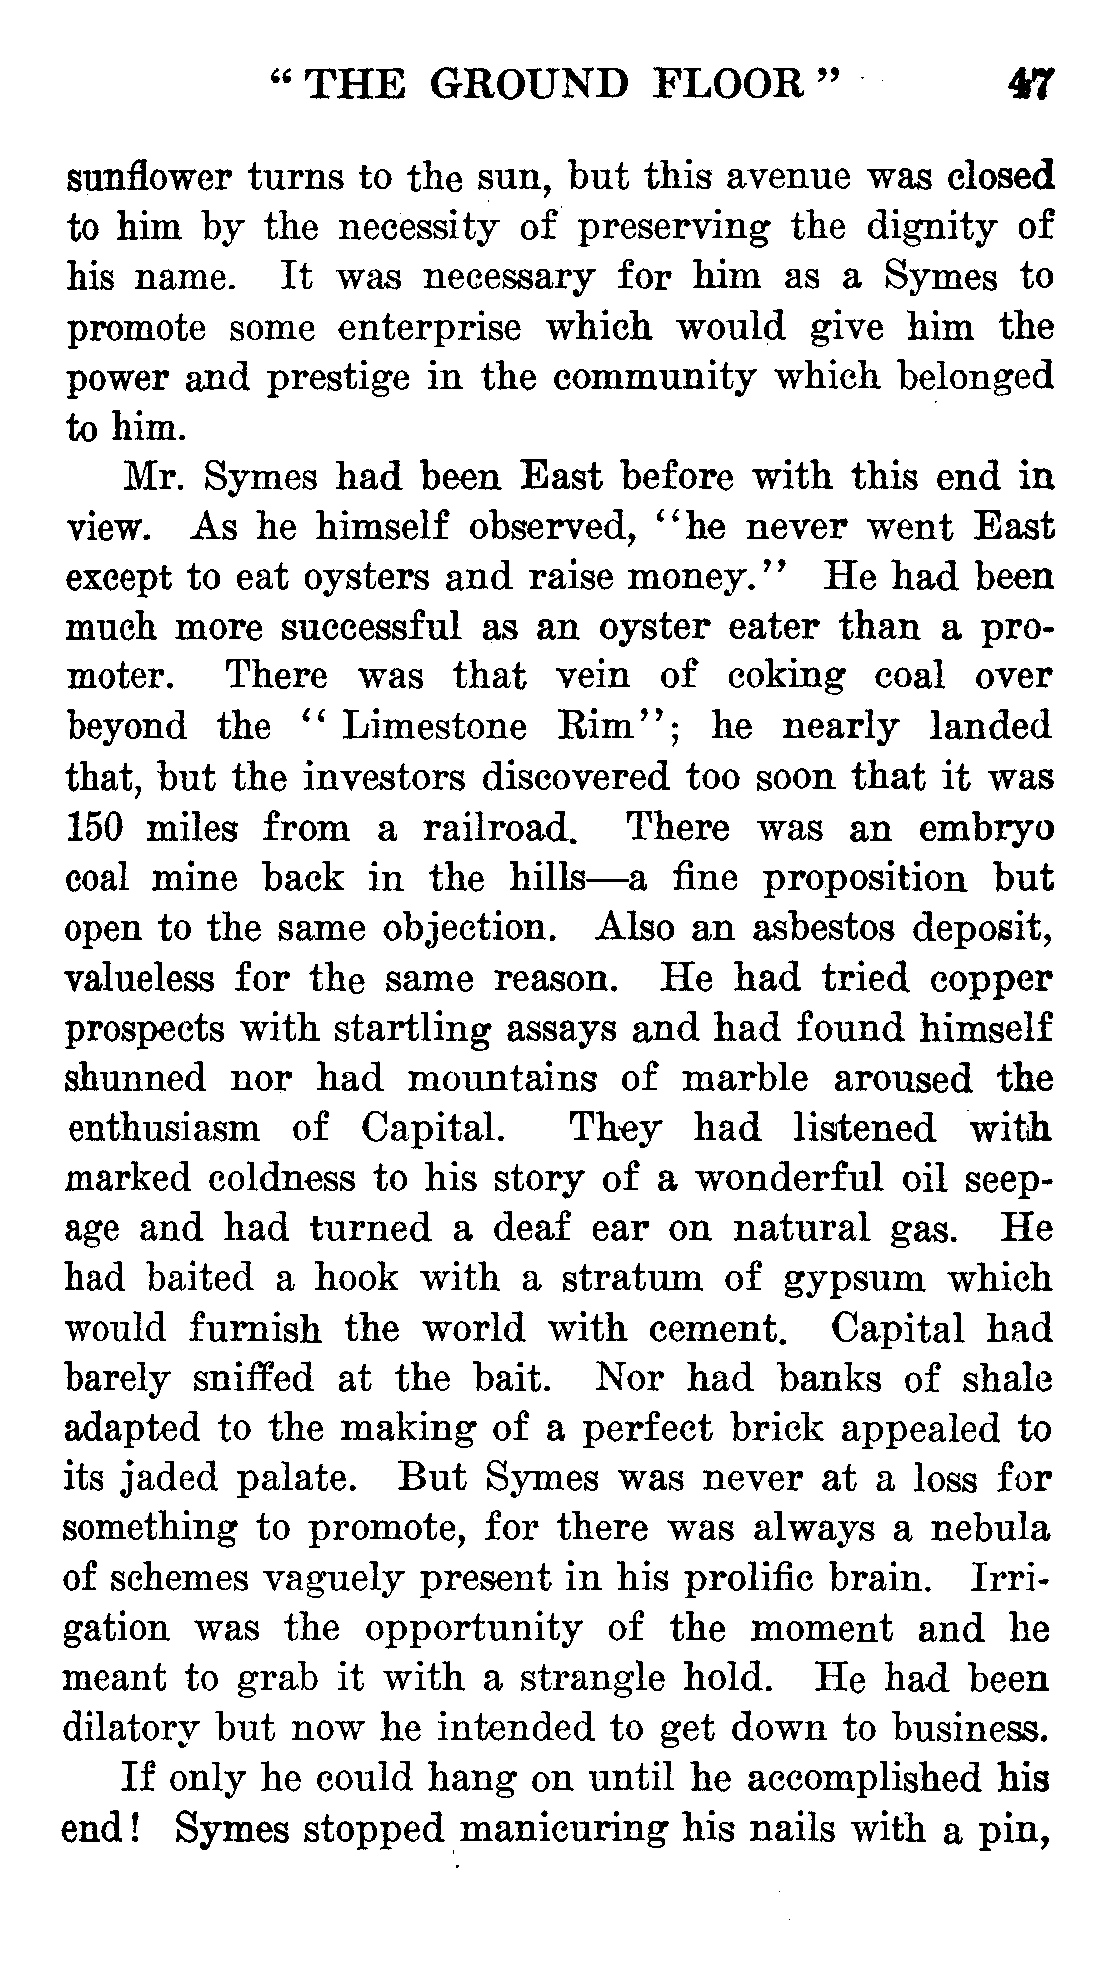 “ THE GROUND FLOOR ” 47
sunflower turns to the sun, but this avenue was closed
to him by the necessity of preserving the dignity of
his name. It was necessary for him as a Symes to
promote some enterprise which would give him the
power and prestige in the community which belonged
to him.
Mr. Symes had been East before with this end in
view. As he himself observed, “he never went East
except to eat oysters and raise money.” He had been
much more successful as an oyster eater than a pro-
moter. There was that vein of coking coal over
beyond the “ Limestone Rim”; he nearly landed
that, but the investors discovered too soon that it was
150 miles from a railroad. There was an embryo
coal mine back in the hills—a fine proposition but
open to the same objection. Also an asbestos deposit,
valueless for the same reason. He had tried copper
prospects with startling assays and had found himself
shunned nor had mountains of marble aroused the
enthusiasm of Capital. They had listened with
marked coldness to his story of a wonderful oil seep-
age and had turned a deaf ear on natural gas. He
had baited a hook with a stratum of gypsum which
would furnish the world with cement. Capital had
barely sniffed at the bait. Nor had banks of shale
adapted to the making of a perfect brick appealed to
its jaded palate. But Symes was never at a loss for
something to promote, for there was always a nebula
of schemes vaguely present in his prolific brain. Irri-
gation was the opportunity of the moment and he
meant to grab it with a strangle hold. He had been
dilatory but now he intended to get down to business.
If only he could hang on until he accomplished his
end! Symes stopped manicuring his nails with a pin,